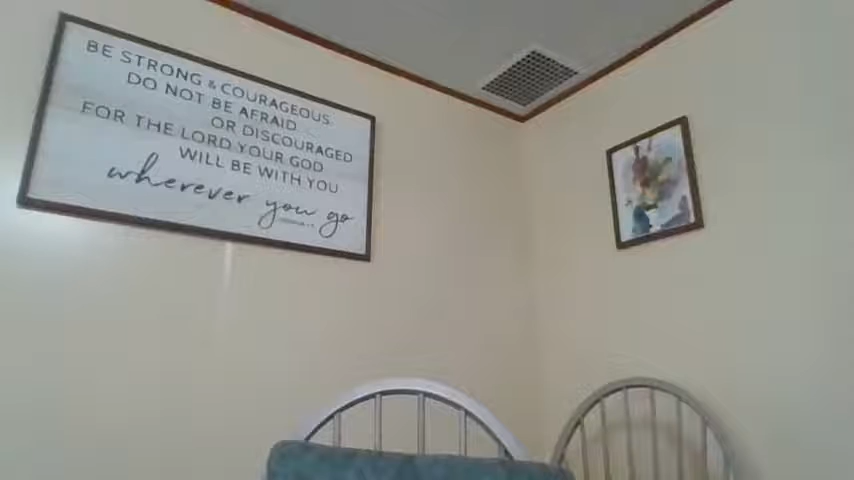 BE STRONG & COURAGEOUS.
DO NOT BE AFRAID
OR DISCOURAGED
FOR THE LORD YOUR GOD
WILL BE WITH YOU
wherever you go